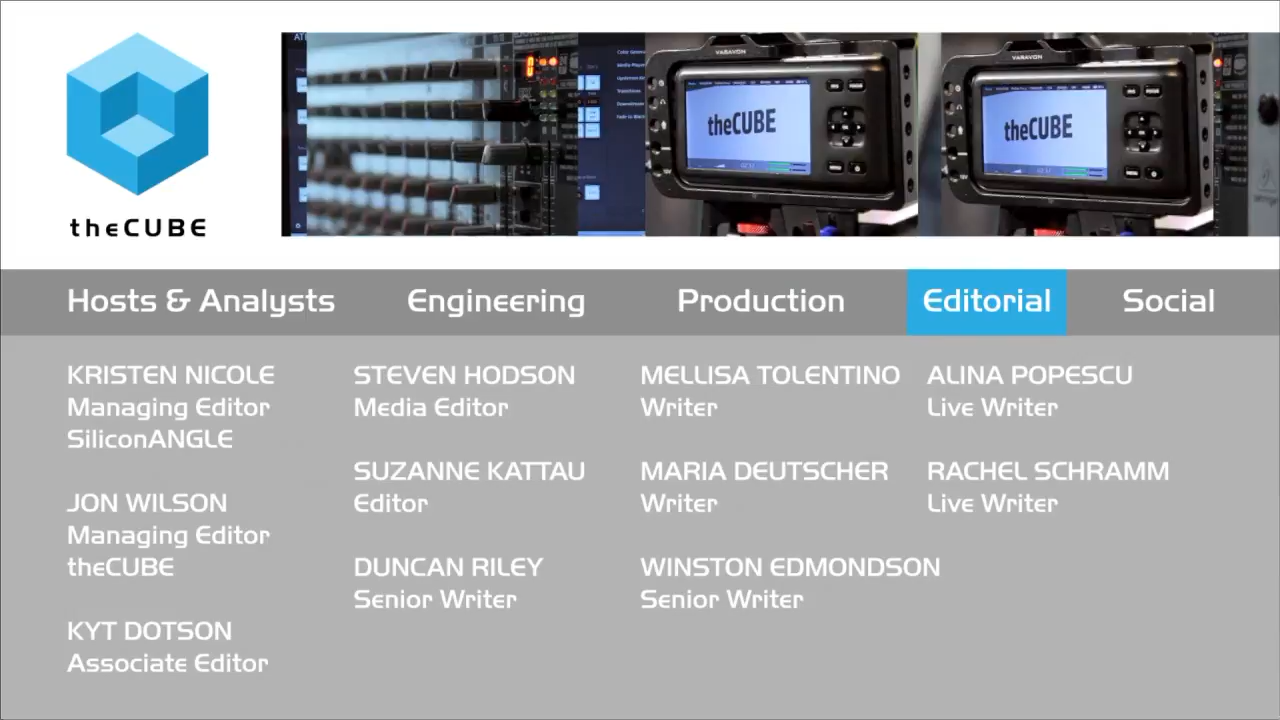 theCUBE
VARAVON
theCUBE
VARAVON
theCUBE
Hosts & Analysts
Engineering
Production
Editorial
Social
KRISTEN NICOLE
Managing Editor
SiliconANGLE
JON WILSON
Managing Editor
theCUBE
KYT DOTSON
Associate Editor
STEVEN HODSON
Media Editor
SUZANNE KATTAU
Editor
DUNCAN RILEY
Senior Writer
MELLISA TOLENTINO
Writer
MARIA DEUTSCHER
Writer
WINSTON EDMONDSON
Senior Writer
ALINA POPESCU
Live Writer
RACHEL SCHRAMM
Live Writer